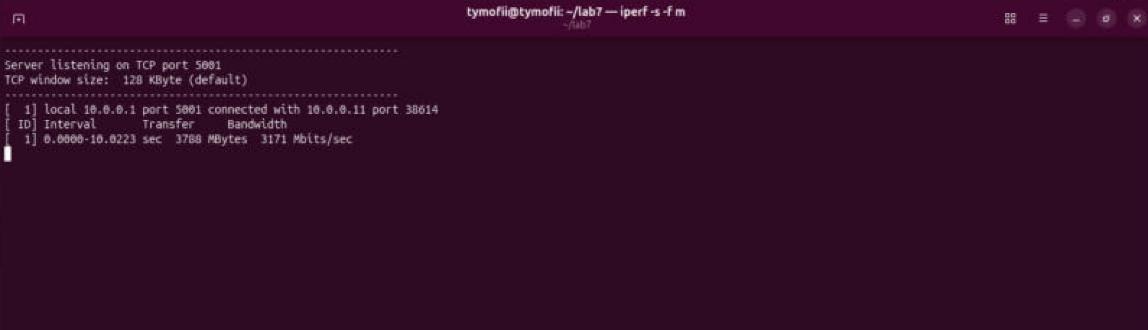 tymofii@tymofii: ~/lab7 — iperf -s -f m
~/lab7
------------------------------------------------------------
Server listening on TCP port 5001
TCP window size:  128 KByte (default)
------------------------------------------------------------
[  1] local 10.0.0.1 port 5001 connected with 10.0.0.11 port 38614
[ ID] Interval       Transfer     Bandwidth
[  1] 0.0000-10.0223 sec  3788 MBytes  3171 Mbits/sec